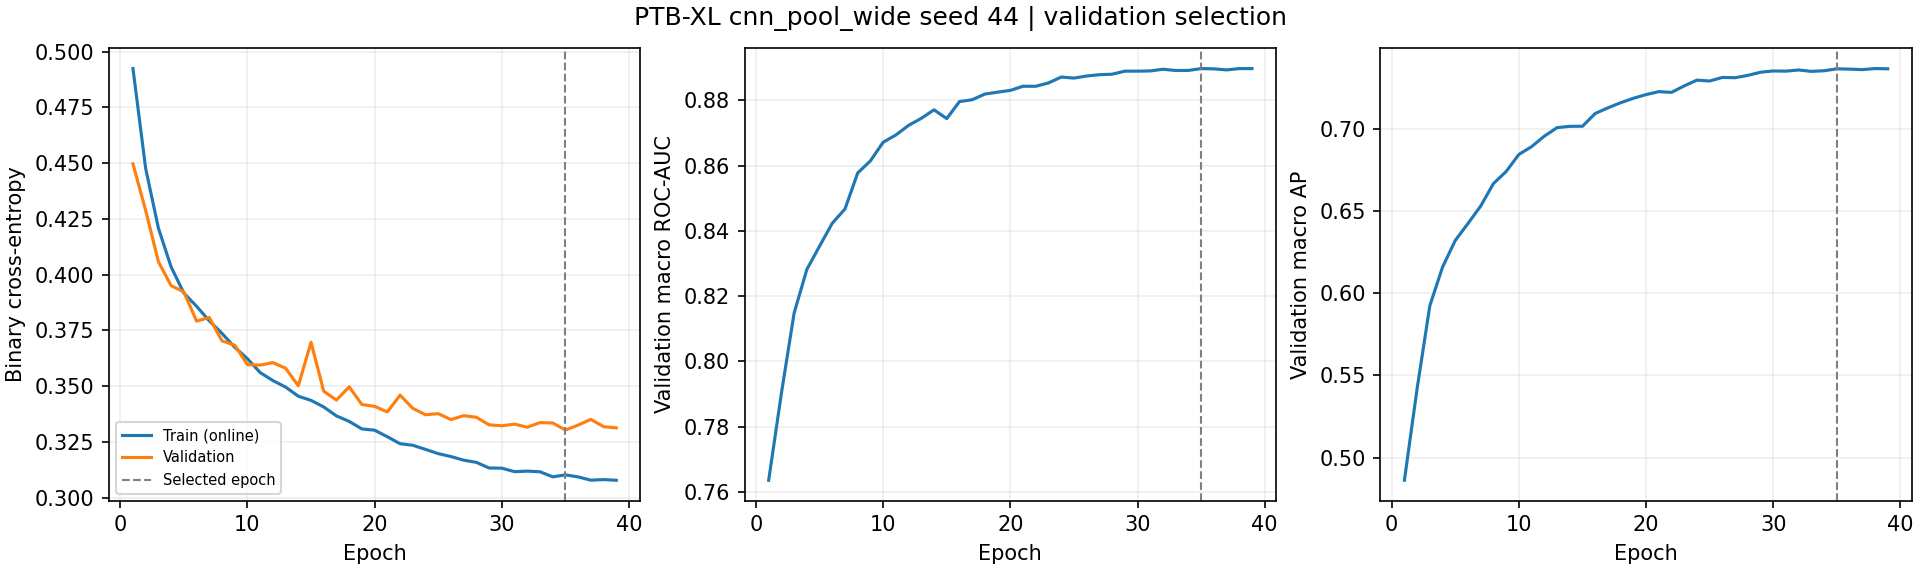 PTB-XL cnn_pool_wide seed 44 | validation selection
Binary cross-entropy
0.500
0.475
0.450
0.425
0.400
0.375
0.350
0.325
0.300
Train (online)
Validation
Selected epoch
0 10 20 30 40
Epoch
Validation macro ROC-AUC
0.88
0.86
0.84
0.82
0.80
0.78
0.76
0 10 20 30 40
Epoch
Validation macro AP
0.70
0.65
0.60
0.55
0.50
0 10 20 30 40
Epoch